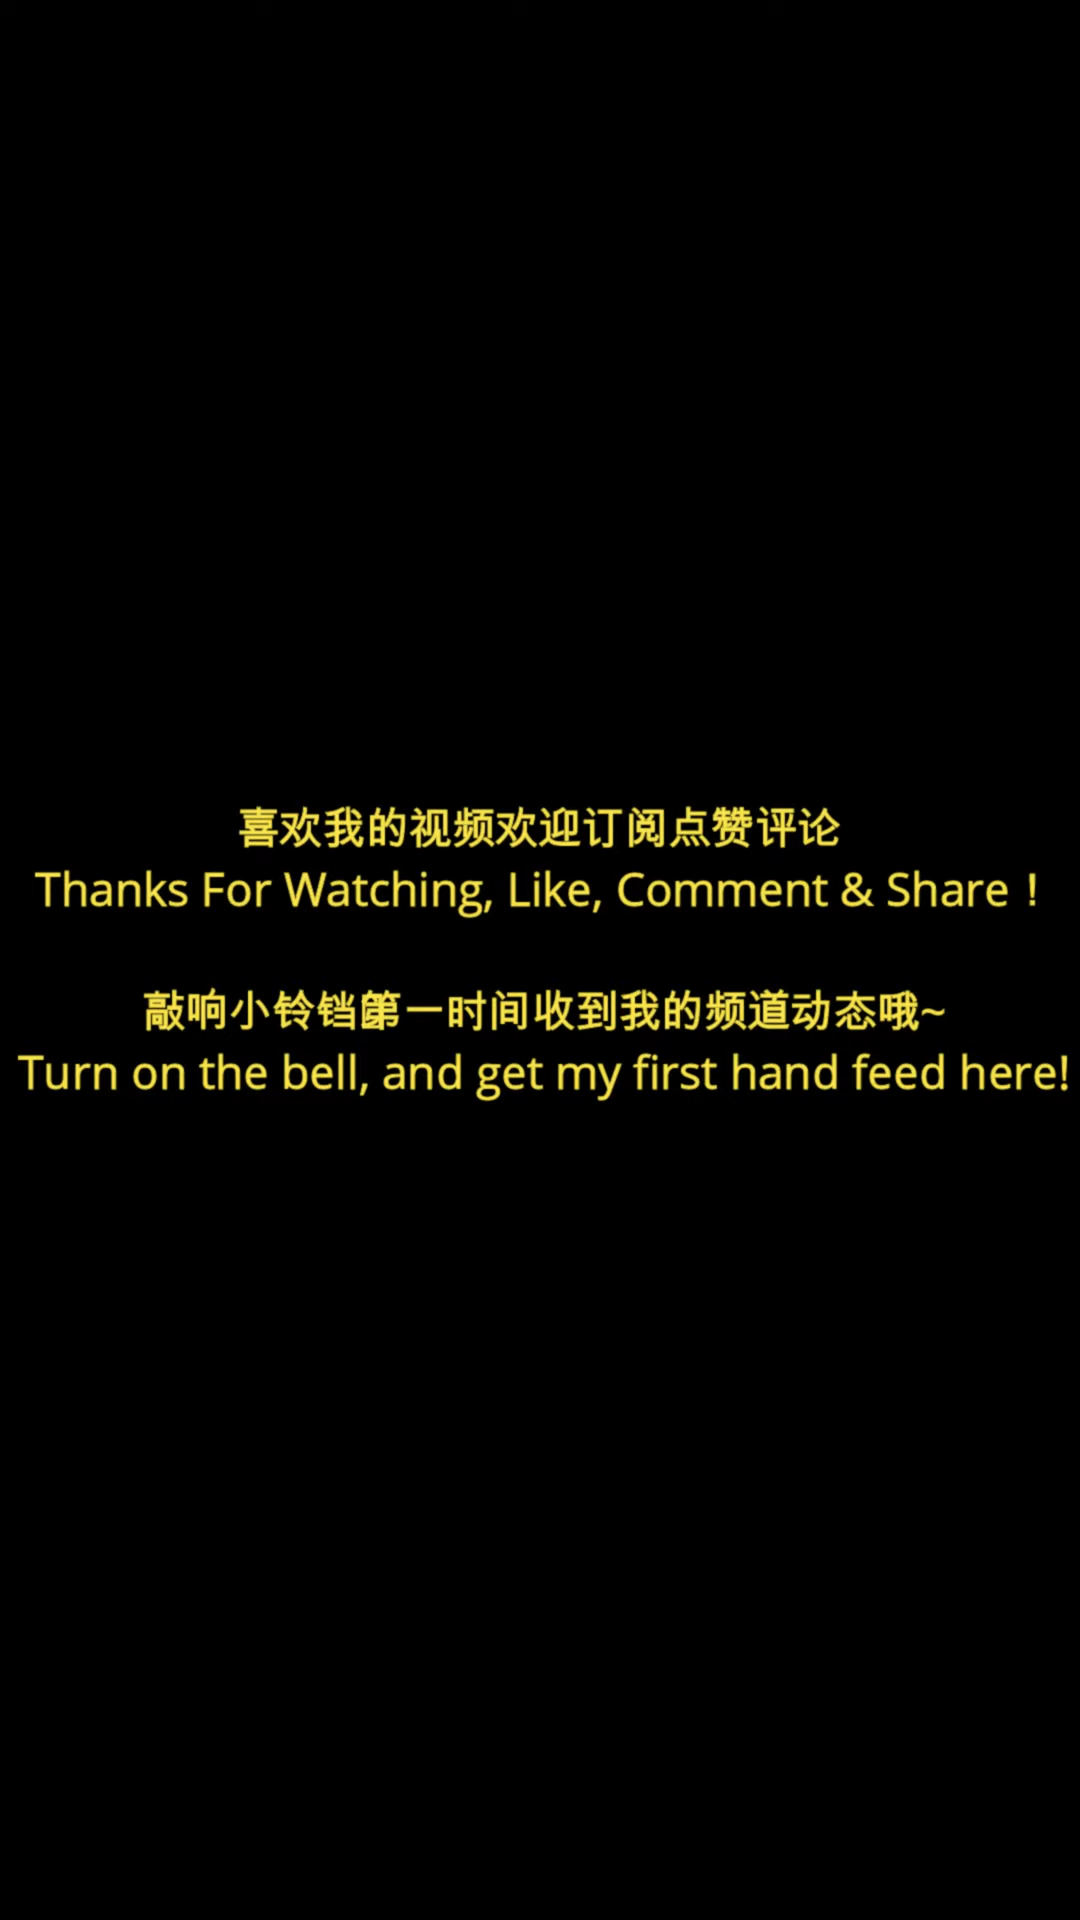 喜欢我的视频欢迎订阅点赞评论
Thanks For Watching, Like, Comment & Share！
敲响小铃铛第一时间收到我的频道动态哦~
Turn on the bell, and get my first hand feed here!